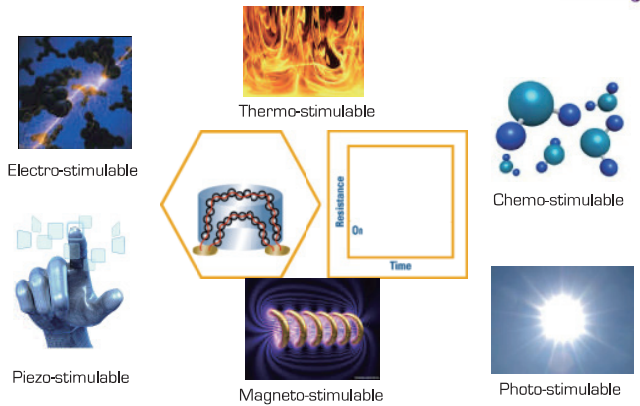 Thermo-stimulable
Electro-stimulable
Chemo-stimulable
Resistance
On
Time
Piezo-stimulable
Magneto-stimulable
Photo-stimulable